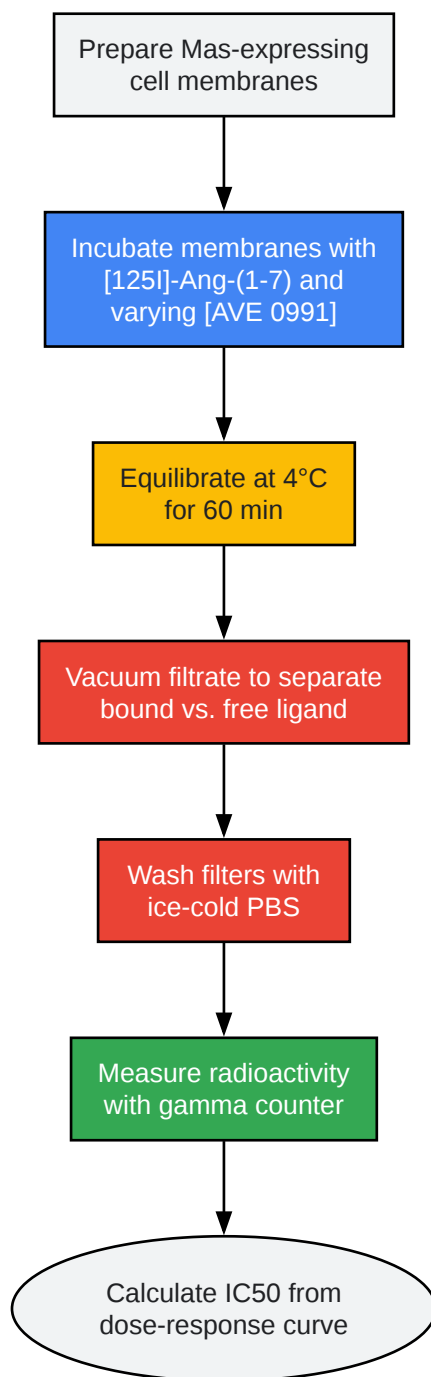 Prepare Mas-expressing
cell membranes
Incubate membranes with
[125I]-Ang-(1-7) and
varying [AVE 0991]
Equilibrate at 4°C
for 60 min
Vacuum filtrate to separate
bound vs. free ligand
Wash filters with
ice-cold PBS
Measure radioactivity
with gamma counter
Calculate IC50 from
dose-response curve